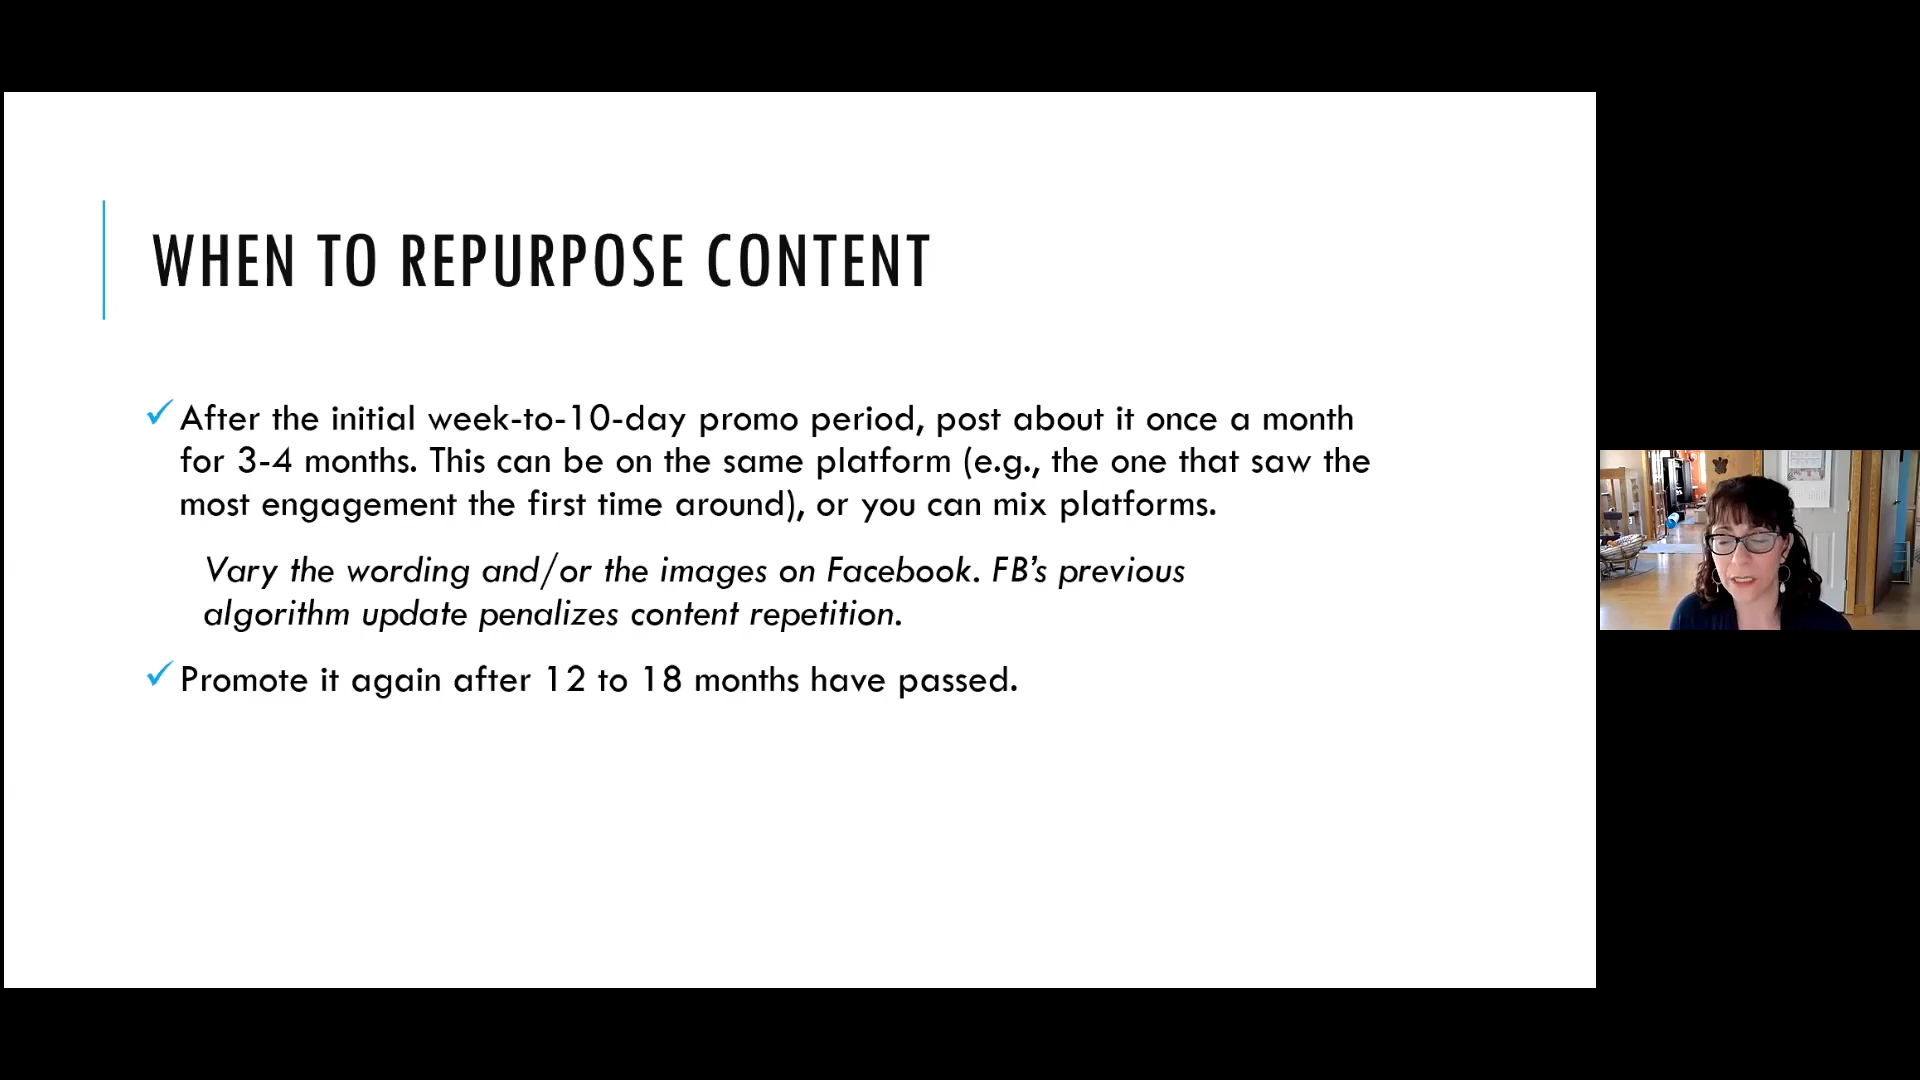 WHEN TO REPURPOSE CONTENT
After the initial week-to-10-day promo period, post about it once a month
for 3-4 months. This can be on the same platform (e.g., the one that saw the
most engagement the first time around), or you can mix platforms.
Vary the wording and/or the images on Facebook. FB's previous
algorithm update penalizes content repetition.
Promote it again after 12 to 18 months have passed.